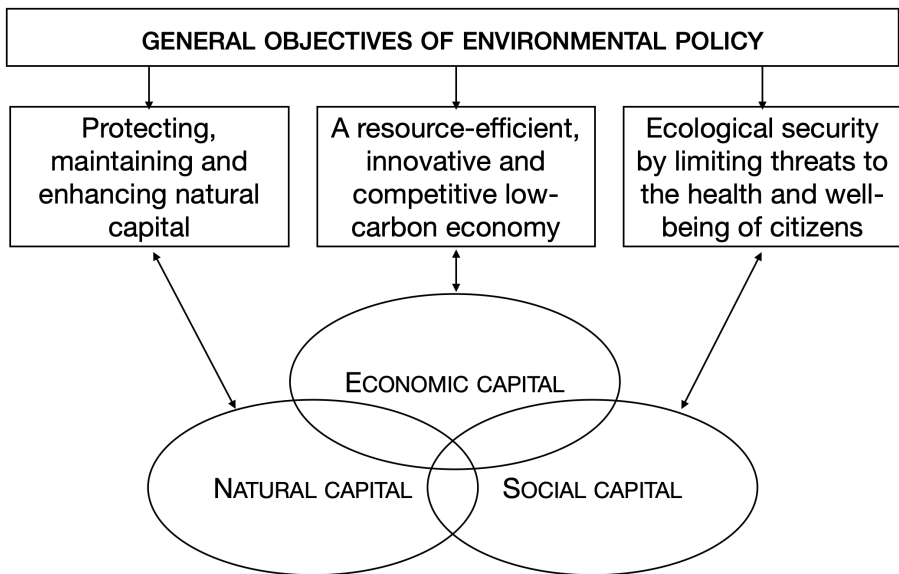 GENERAL OBJECTIVES OF ENVIRONMENTAL POLICY
Protecting,
maintaining and
enhancing natural
capital
A resource-efficient,
innovative and
competitive low-
carbon economy
Ecological security
by limiting threats to
the health and well-
being of citizens
ECONOMIC CAPITAL
NATURAL CAPITAL
SOCIAL CAPITAL